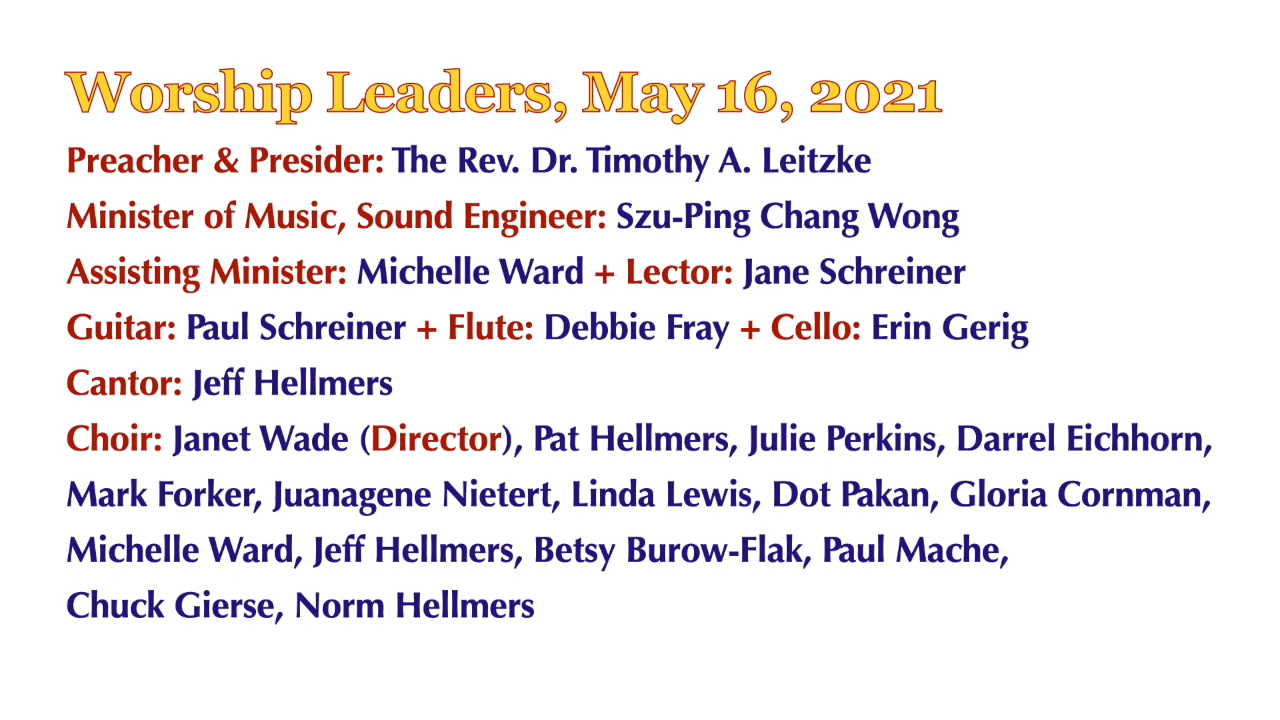 Worship Leaders, May 16, 2021
Preacher & Presider: The Rev. Dr. Timothy A. Leitzke
Minister of Music, Sound Engineer: Szu-Ping Chang Wong
Assisting Minister: Michelle Ward + Lector: Jane Schreiner
Guitar: Paul Schreiner + Flute: Debbie Fray + Cello: Erin Gerig
Cantor: Jeff Hellmers
Choir: Janet Wade (Director), Pat Hellmers, Julie Perkins, Darrel Eichhorn,
Mark Forker, Juanagene Nietert, Linda Lewis, Dot Pakan, Gloria Cornman,
Michelle Ward, Jeff Hellmers, Betsy Burow-Flak, Paul Mache,
Chuck Gierse, Norm Hellmers